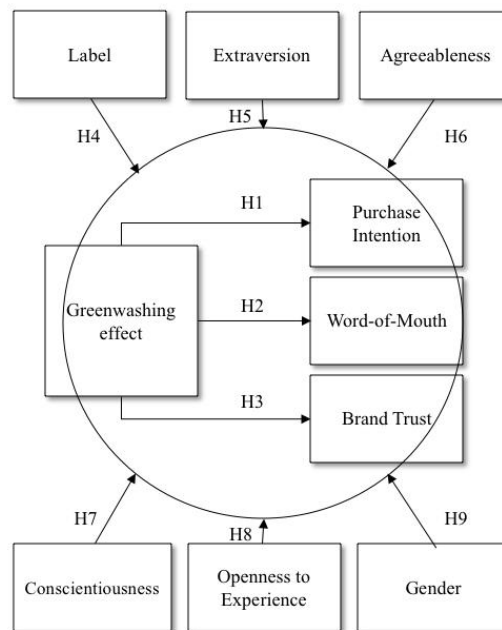 Label
Extraversion
Agreeableness
H4
H5
H6
H1
Purchase
Intention
Greenwashing
effect
H2
Word-of-Mouth
H3
Brand Trust
H7
H8
H9
Conscientiousness
Openness to
Experience
Gender